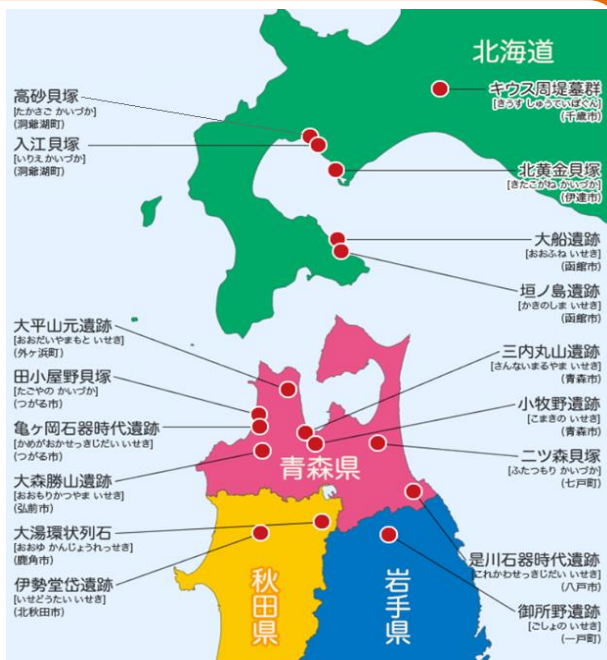 北海道
キウス周堤墓群
[きうす しゅうていぼぐん]
(千歳市)
高砂貝塚
[たかさご かいづか]
(洞爺湖町)
入江貝塚
[いりえ かいづか]
(洞爺湖町)
北黄金貝塚
[きたこがね かいづか]
(伊達市)
大船遺跡
[おおふね いせき]
(函館市)
垣ノ島遺跡
[かきのしま いせき]
(函館市)
大平山元遺跡
[おおだいやまもと いせき]
(外ヶ浜町)
田小屋野貝塚
[たごやの かいづか]
(つがる市)
亀ヶ岡石器時代遺跡
[かめがおかせっきじだい いせき]
(つがる市)
大森勝山遺跡
[おおもりかつやま いせき]
(弘前市)
大湯環状列石
[おおゆ かんじょうれっせき]
(鹿角市)
伊勢堂岱遺跡
[いせどうたい いせき]
(北秋田市)
三内丸山遺跡
[さんないまるやま いせき]
(青森市)
小牧野遺跡
[こまきの いせき]
(青森市)
二ツ森貝塚
[ふたつもり かいづか]
(七戸町)
是川石器時代遺跡
[これかわせっきじだい いせき]
(八戸市)
御所野遺跡
[ごしょの いせき]
(一戸町)
青森県
秋田県
岩手県